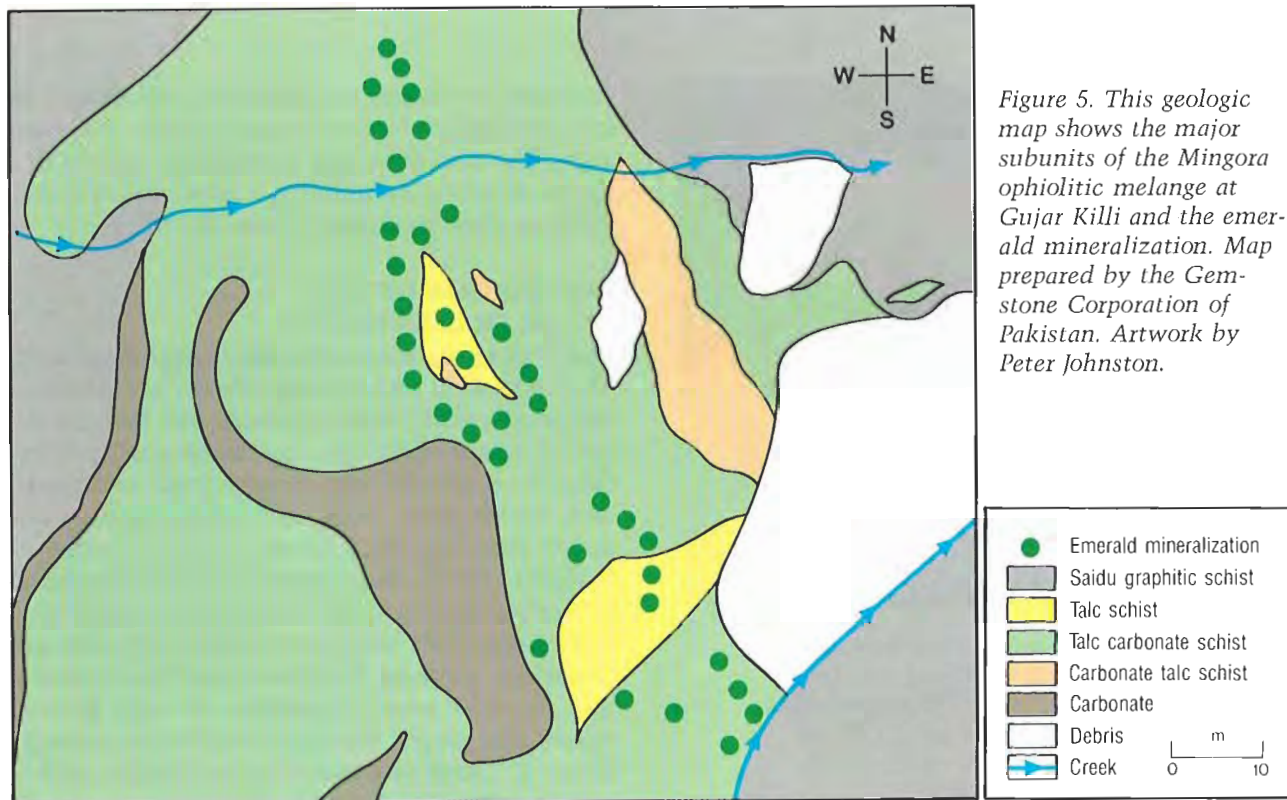 N
W E
S
Figure 5. This geologic
map shows the major
subunits of the Mingora
ophiolitic melange at
Gujar Killi and the emer-
ald mineralization. Map
prepared by the Gem-
stone Corporation of
Pakistan. Artwork by
Peter Johnston.
Emerald mineralization
Saidu graphitic schist
Talc schist
Talc carbonate schist
Carbonate talc schist
Carbonate
Debris
Creek
m
0 10